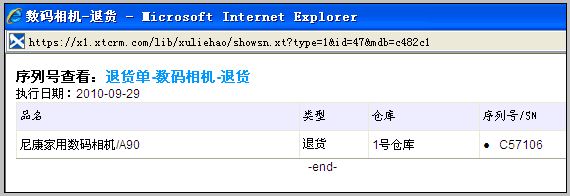 数码相机-退货 - Microsoft Internet Explorer
https://x1.xtcrm.com/lib/xuliehao/showsn.xt?type=1&id=47&mdb=c482c1
序列号查看：退货单-数码相机-退货
执行日期：2010-09-29
品名 类型 仓库 序列号/SN
尼康家用数码相机/A90 退货 1号仓库 ● C57106
-end-